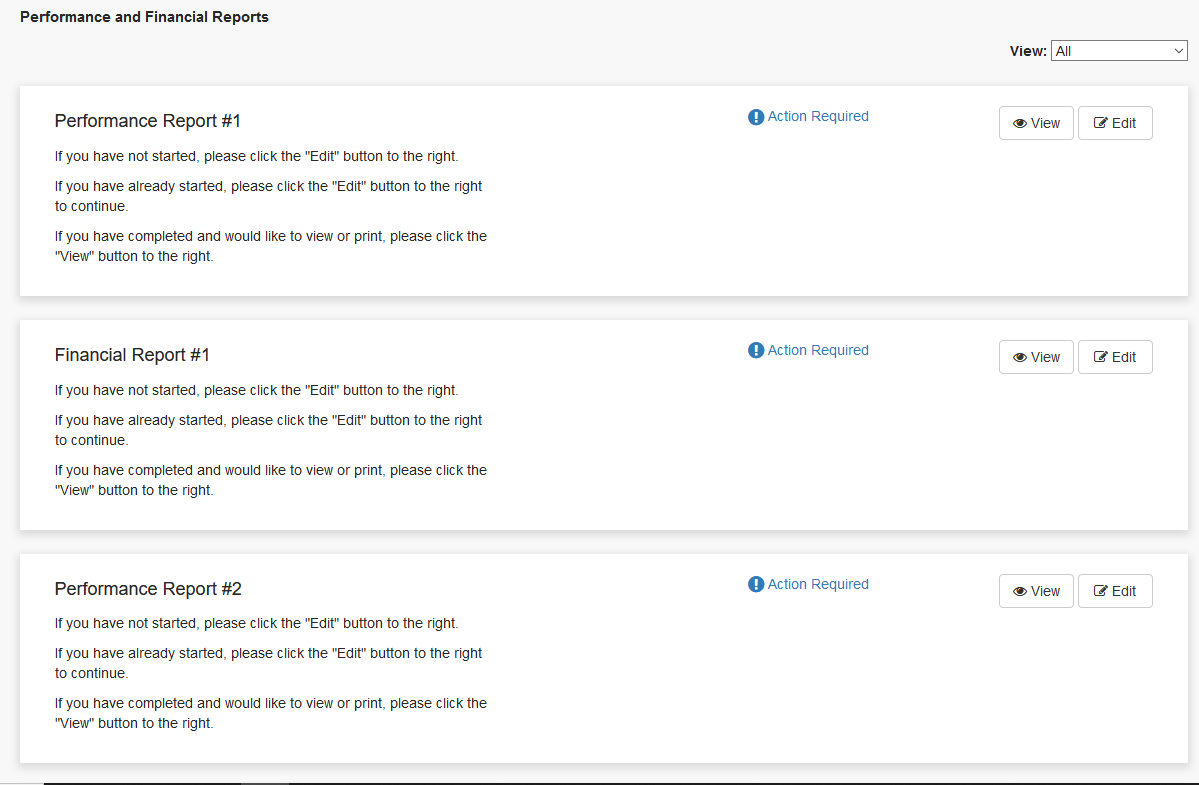 Performance and Financial Reports
View: All
Performance Report #1
Action Required
View
Edit
If you have not started, please click the "Edit" button to the right.
If you have already started, please click the "Edit" button to the right
to continue.
If you have completed and would like to view or print, please click the
"View" button to the right.
Financial Report #1
Action Required
View
Edit
If you have not started, please click the "Edit" button to the right.
If you have already started, please click the "Edit" button to the right
to continue.
If you have completed and would like to view or print, please click the
"View" button to the right.
Performance Report #2
Action Required
View
Edit
If you have not started, please click the "Edit" button to the right.
If you have already started, please click the "Edit" button to the right
to continue.
If you have completed and would like to view or print, please click the
"View" button to the right.